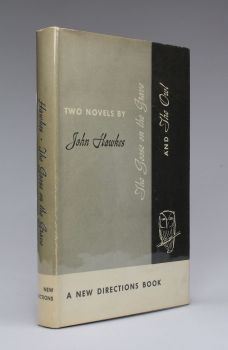 TWO NOVELS BY
John Hawkes
The Goose on the Grave
AND The Owl
A NEW DIRECTIONS BOOK
Hawkes · The Goose on the Grave
NEW
DIRECTIONS